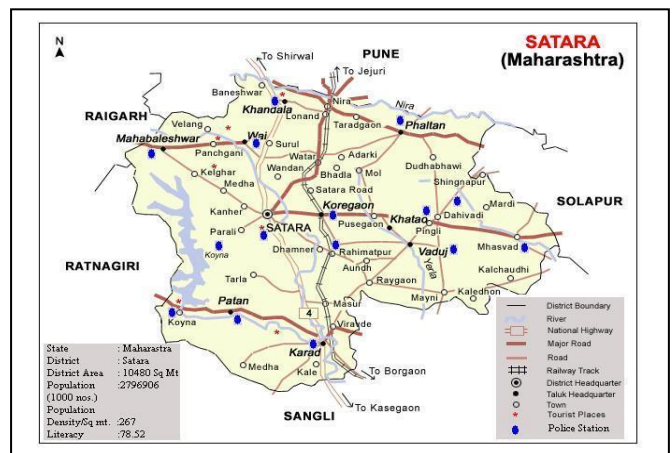 SATARA
(Maharashtra)
N
To Shirwal
PUNE
To Jejuri
Baneshwar
Khandala
Nira
Nira
RAIGARH
Lonand
Taradgaon
Phaltan
Velang
Wai
Mahabaleshwar
Surul
Panchgani
Watar
Adarki
Dudhabhawi
Wandan
Bhadla
Mol
Kelghar
Shingnapur
Medha
Satara Road
SOLAPUR
Mardi
Kanher
Koregaon
Khatao
Dahivadi
SATARA
Pusegaon
Pingli
Parali
Koyna
Dhamner
Rahimatpur
Vaduj
Mhasvad
RATNAGIRI
Aundh
Yerla
Kalchaudhi
Tarla
Raygaon
Mayni
Kaledhon
Patan
Masur
4
Koyna
Viravde
Karad
Medha
Kale
To Borgaon
SANGLI
To Kasegaon
State : Maharastra
District : Satara
District Area : 10480 Sq Mt
Population :2796906
(1000 nos.)
Population
Density/Sq mt. :267
Literacy :78.52
District Boundary
River
National Highway
Major Road
Road
Railway Track
District Headquarter
Taluk Headquarter
Town
Tourist Places
Police Station